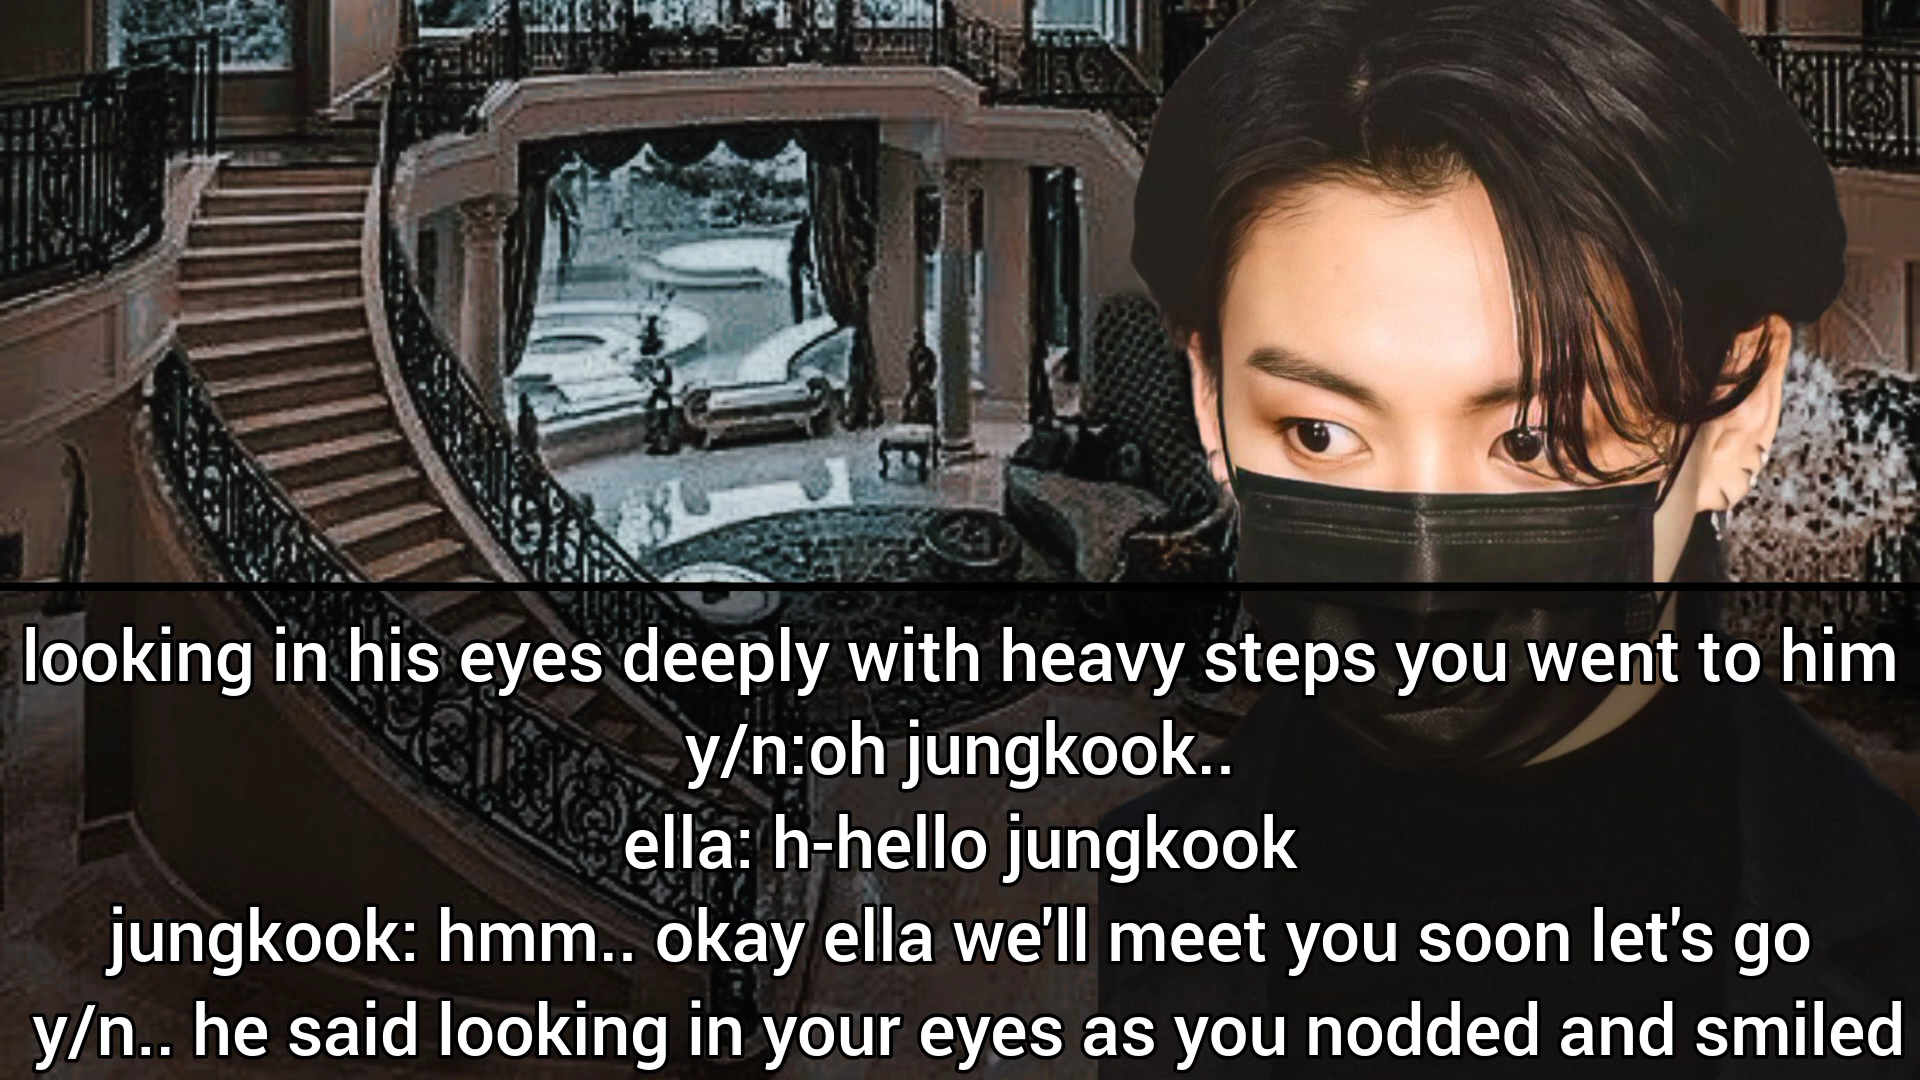 looking in his eyes deeply with heavy steps you went to him
y/n:oh jungkook..
ella: h-hello jungkook
jungkook: hmm.. okay ella we'll meet you soon let's go
y/n.. he said looking in your eyes as you nodded and smiled